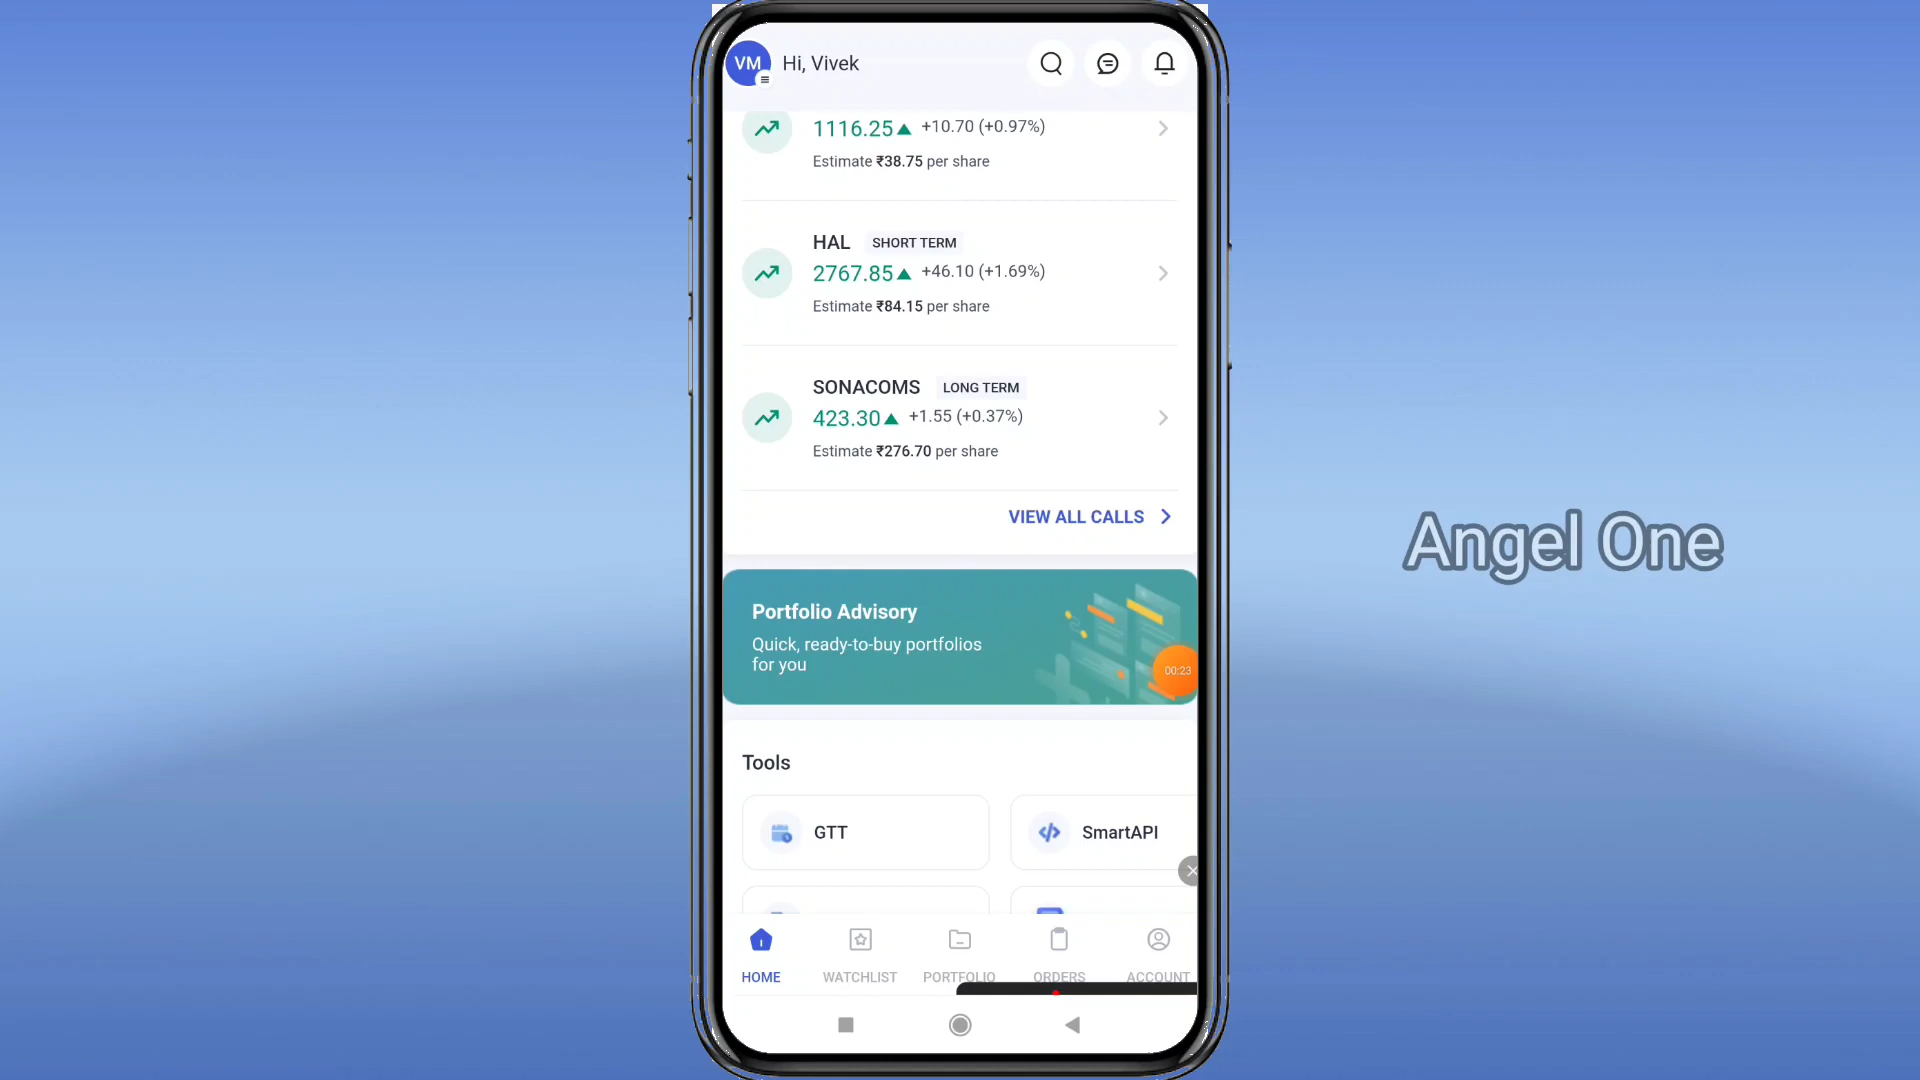 VM Hi, Vivek
1116.25 +10.70 (+0.97%)
Estimate ₹38.75 per share
HAL SHORT TERM
2767.85 +46.10 (+1.69%)
Estimate ₹84.15 per share
SONACOMS LONG TERM
423.30 +1.55 (+0.37%)
Estimate ₹276.70 per share
VIEW ALL CALLS
Angel One
Portfolio Advisory
Quick, ready-to-buy portfolios
for you
00:23
Tools
GTT SmartAPI
HOME WATCHLIST PORTFOLIO ORDERS ACCOUNT